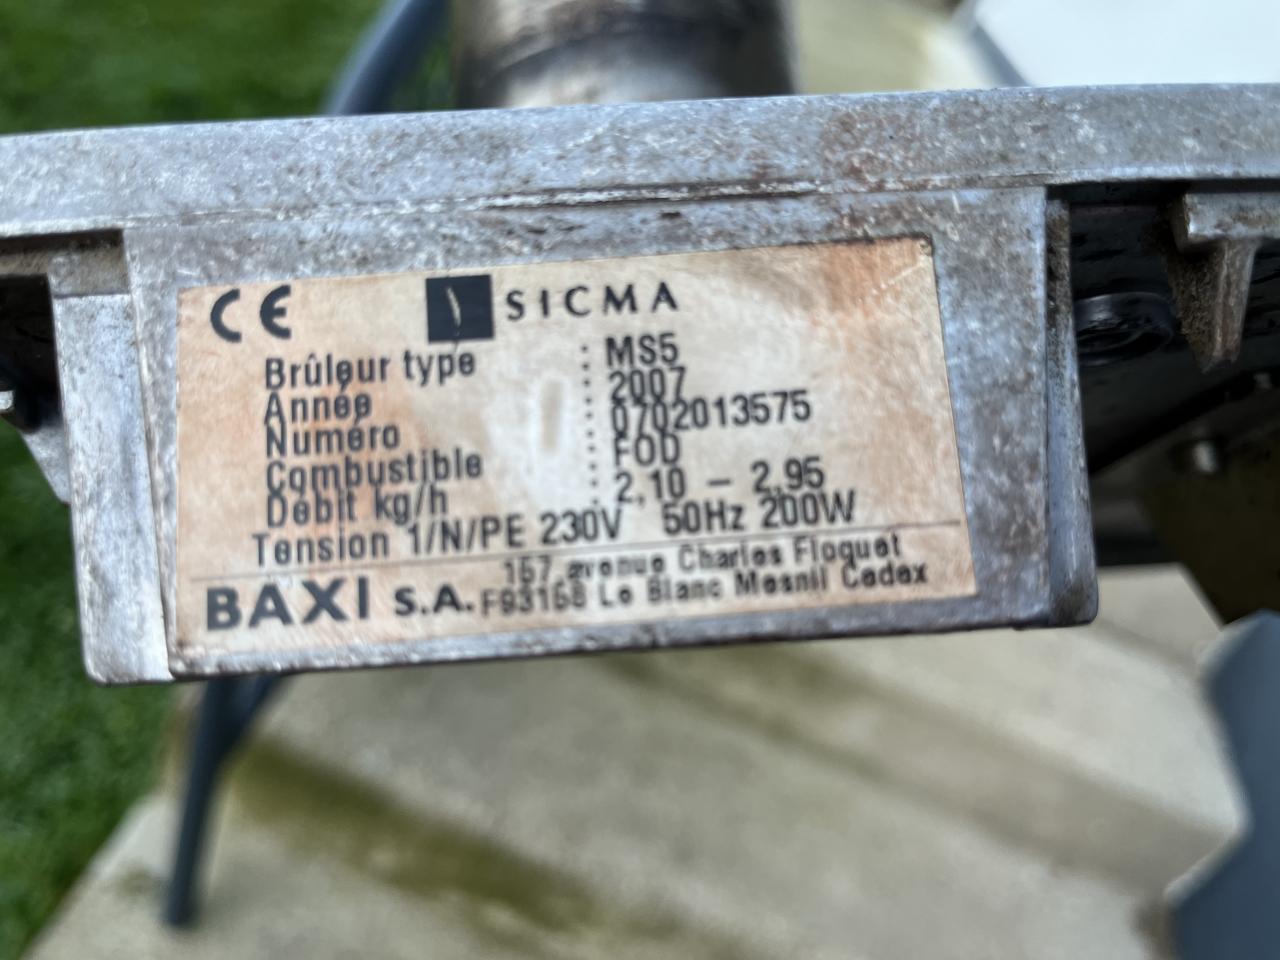 CE SICMA
Brûleur type : MS5
Année : 2007
Numéro : 0702013575
Combustible : FOD
Débit kg/h : 2,10 – 2,95
Tension 1/N/PE 230V 50Hz 200W
BAXI S.A. 157, avenue Charles Floquet
F93158 Le Blanc Mesnil Cedex